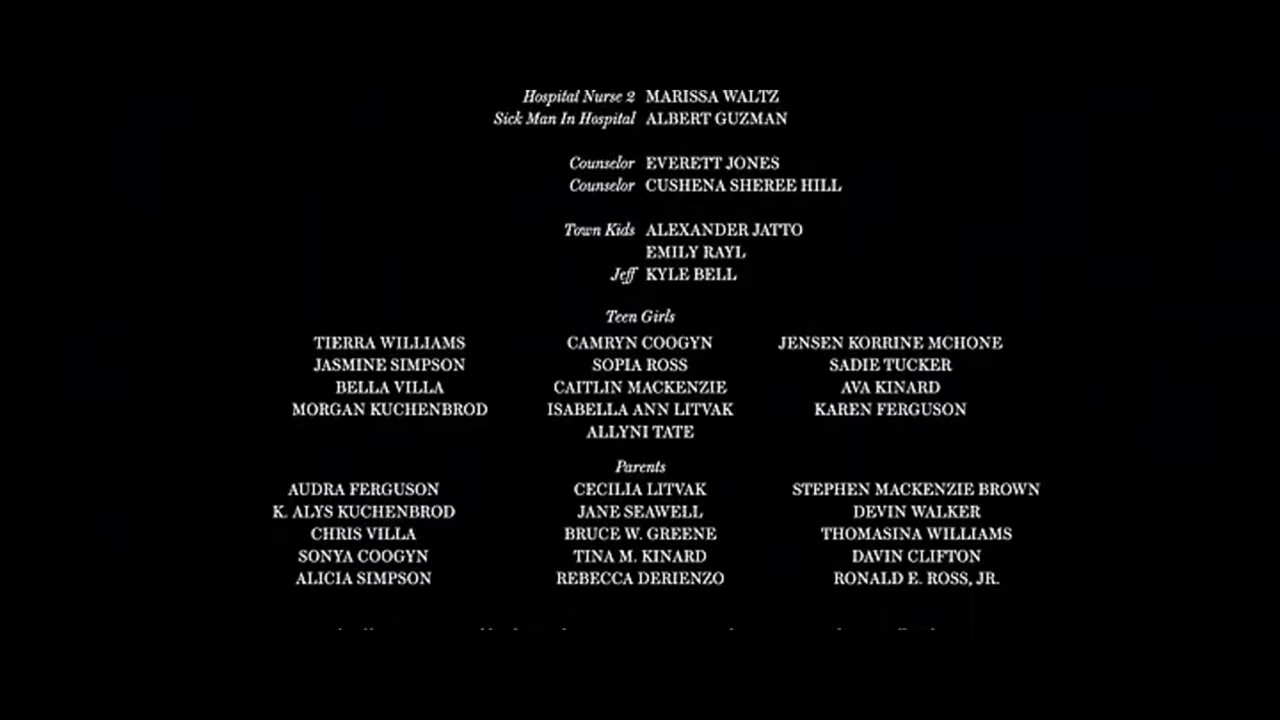 Hospital Nurse 2 MARISSA WALTZ
Sick Man In Hospital ALBERT GUZMAN
Counselor EVERETT JONES
Counselor CUSHENA SHEREE HILL
Town Kids ALEXANDER JATTO
EMILY RAYL
Jeff KYLE BELL
Teen Girls
TIERRA WILLIAMS CAMRYN COOGYN JENSEN KORRINE MCHONE
JASMINE SIMPSON SOPIA ROSS SADIE TUCKER
BELLA VILLA CAITLIN MACKENZIE AVA KINARD
MORGAN KUCHENBROD ISABELLA ANN LITVAK KAREN FERGUSON
ALLYNI TATE
Parents
AUDRA FERGUSON CECILIA LITVAK STEPHEN MACKENZIE BROWN
K. ALYS KUCHENBROD JANE SEAWELL DEVIN WALKER
CHRIS VILLA BRUCE W. GREENE THOMASINA WILLIAMS
SONYA COOGYN TINA M. KINARD DAVIN CLIFTON
ALICIA SIMPSON REBECCA DERIENZO RONALD E. ROSS, JR.